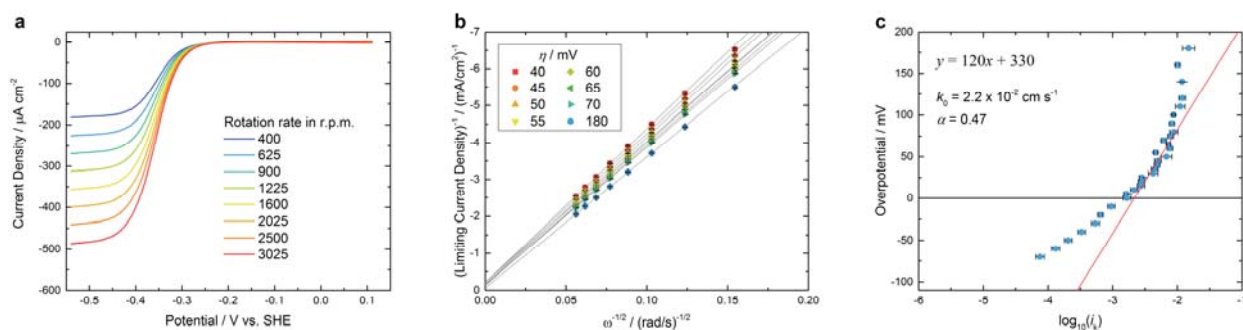 a
Current Density / μA cm⁻²
0
-100
-200
-300
-400
-500
-600
Rotation rate in r.p.m.
400
625
900
1225
1600
2025
2500
3025
-0.5 -0.4 -0.3 -0.2 -0.1 0.0 0.1
Potential / V vs. SHE
b
(Limiting Current Density)⁻¹ (mA/cm²)⁻¹
-7
-6
-5
-4
-3
-2
-1
0
η / mV
40 60
45 65
50 70
55 180
0.00 0.05 0.10 0.15 0.20
ω⁻¹/² / (rad/s)⁻¹/²
c
Overpotential / mV
200
150
100
50
0
-50
-100
y = 120x + 330
k₀ = 2.2 x 10⁻² cm s⁻¹
α = 0.47
-6 -5 -4 -3 -2 -1
log₁₀(iₖ)